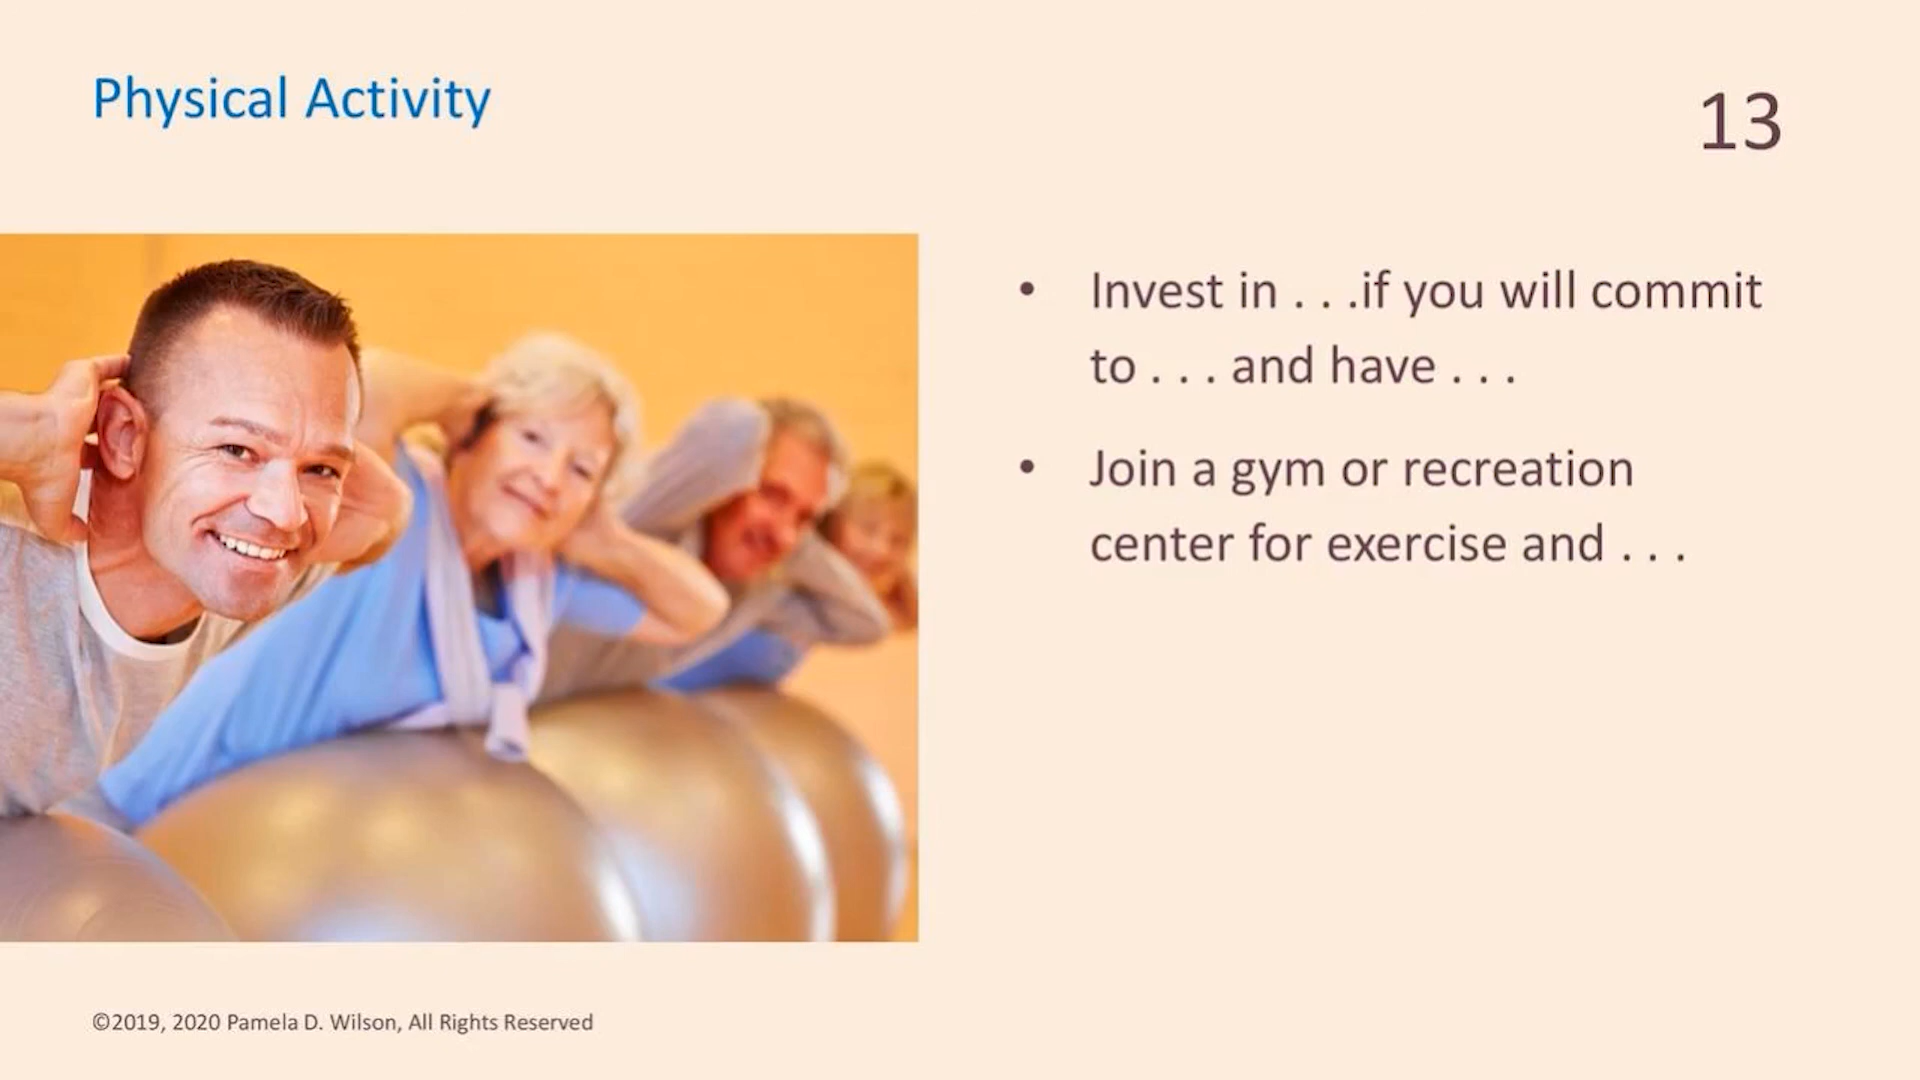 Physical Activity
13
• Invest in . . .if you will commit
to . . . and have . . .
• Join a gym or recreation
center for exercise and . . .
©2019, 2020 Pamela D. Wilson, All Rights Reserved